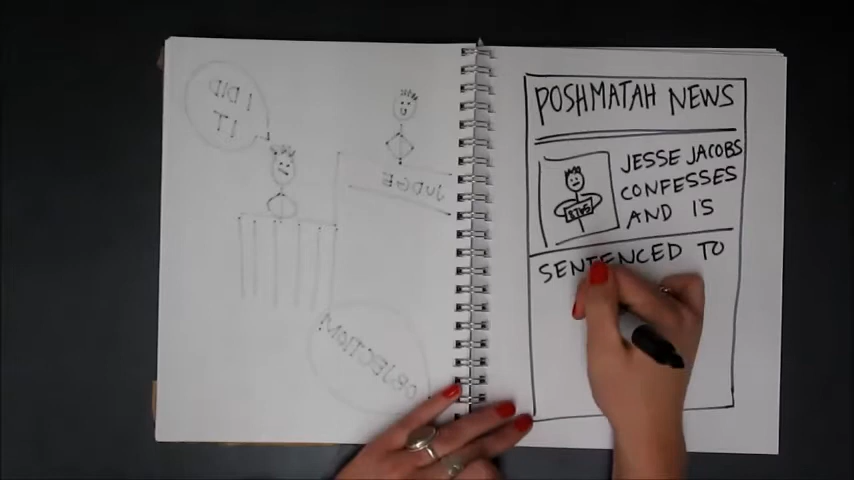 I DID
IT
JUDGE
OBJECTION!
POSHMATAH NEWS
JESSE JACOBS
CONFESSES
AND IS
SENTENCED TO